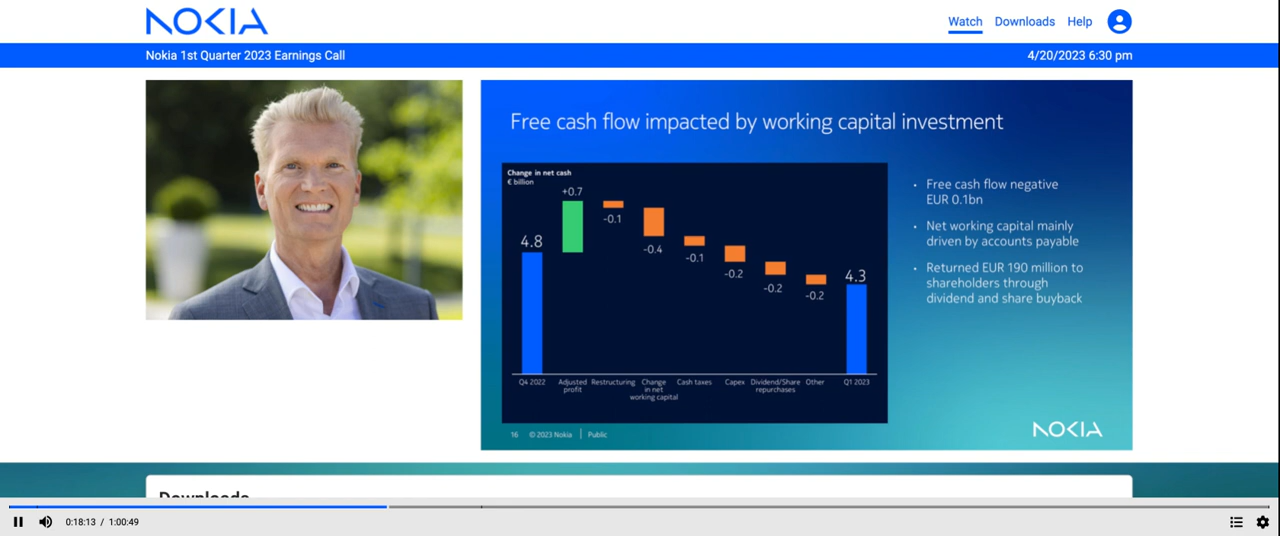 NOKIA
Watch Downloads Help
Nokia 1st Quarter 2023 Earnings Call
4/20/2023 6:30 pm
Free cash flow impacted by working capital investment
Change in net cash
€ billion
+0.7
4.8
-0.1
-0.4
-0.1
-0.2
-0.2
-0.2
4.3
Q4 2022
Adjusted
profit
Restructuring
Change
in net
working capital
Cash taxes
Capex
Dividend/Share
repurchases
Other
Q1 2023
• Free cash flow negative
EUR 0.1bn
• Net working capital mainly
driven by accounts payable
• Returned EUR 190 million to
shareholders through
dividend and share buyback
16 © 2023 Nokia | Public
NOKIA
Downloads
0:18:13 / 1:00:49